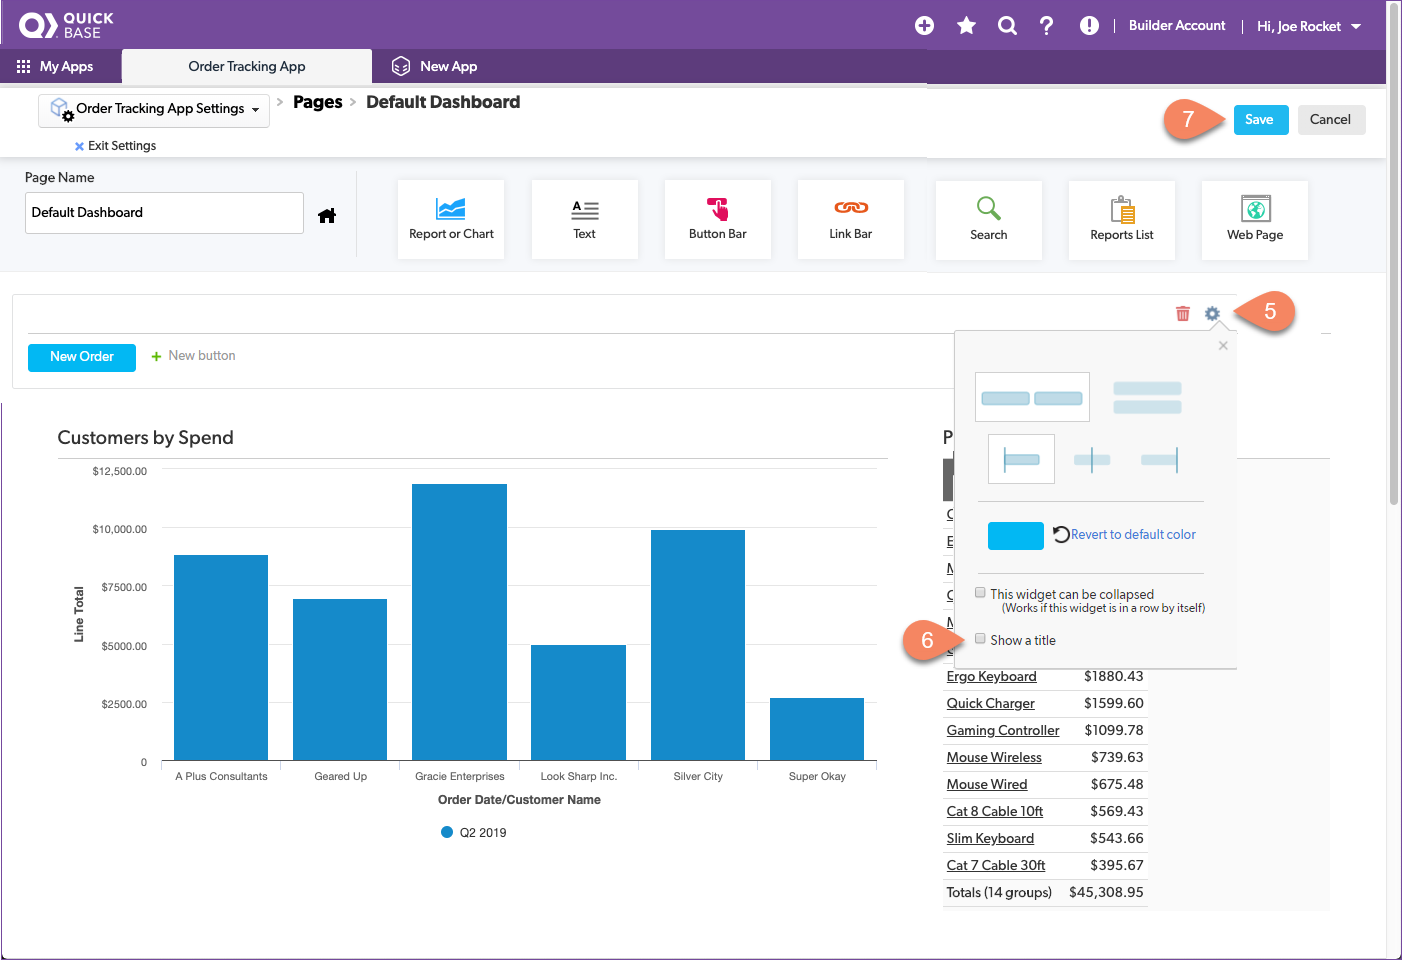 QUICK
BASE
Builder Account
Hi, Joe Rocket
My Apps
Order Tracking App
New App
Order Tracking App Settings
Pages
Default Dashboard
7
Save
Cancel
Exit Settings
Page Name
Default Dashboard
Report or Chart
Text
Button Bar
Link Bar
Search
Reports List
Web Page
5
New Order
+ New button
Revert to default color
This widget can be collapsed
(Works if this widget is in a row by itself)
6
Show a title
Customers by Spend
$12,500.00
$10,000.00
$7500.00
$5000.00
$2500.00
0
Line Total
A Plus Consultants
Geared Up
Gracie Enterprises
Look Sharp Inc.
Silver City
Super Okay
Order Date/Customer Name
Q2 2019
P
Ergo Keyboard $1880.43
Quick Charger $1599.60
Gaming Controller $1099.78
Mouse Wireless $739.63
Mouse Wired $675.48
Cat 8 Cable 10ft $569.43
Slim Keyboard $543.66
Cat 7 Cable 30ft $395.67
Totals (14 groups) $45,308.95